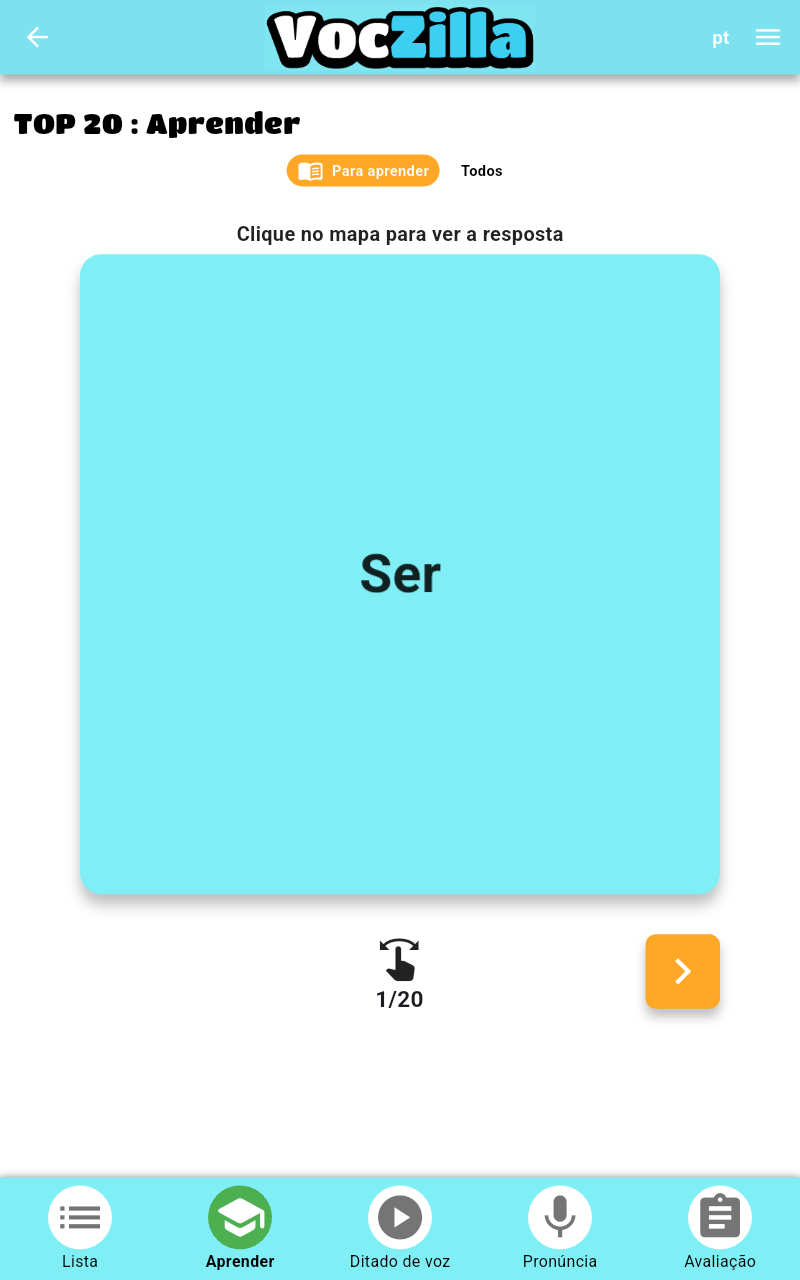 VocZilla
pt
TOP 20 : Aprender
Para aprender
Todos
Clique no mapa para ver a resposta
Ser
1/20
Lista
Aprender
Ditado de voz
Pronúncia
Avaliação